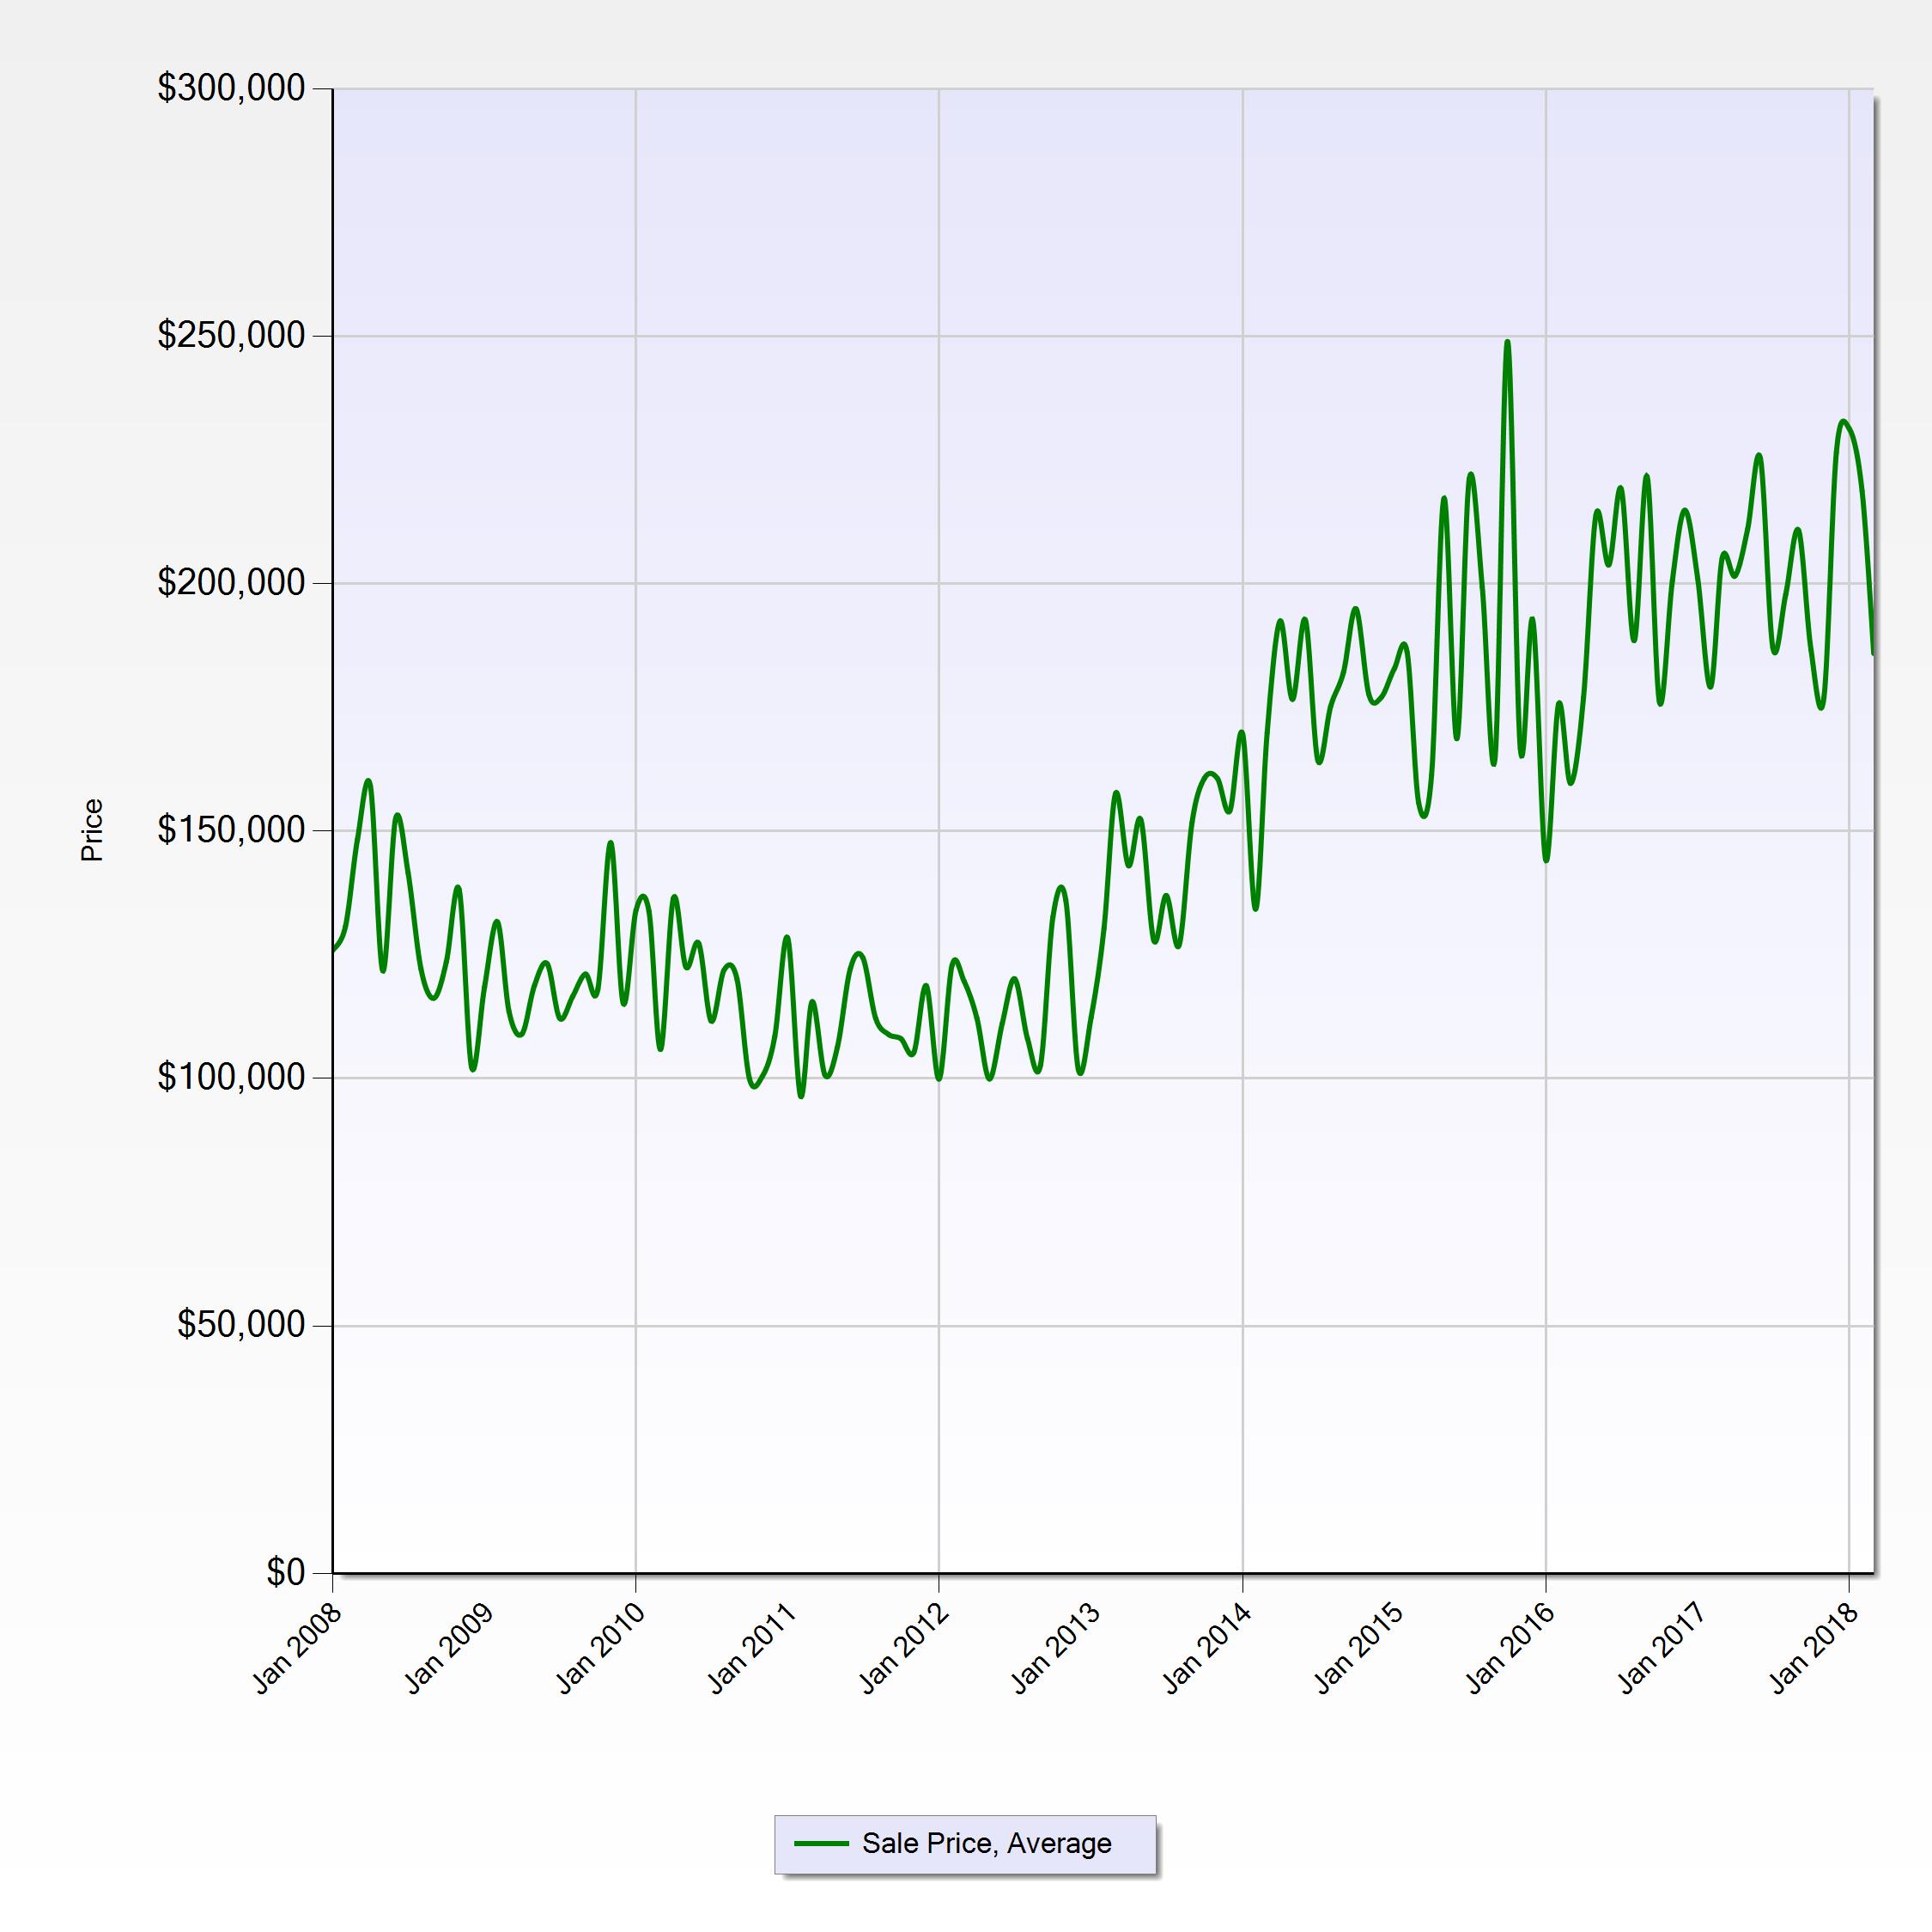 $300,000
$250,000
$200,000
$150,000
$100,000
$50,000
$0
Price
Jan 2008
Jan 2009
Jan 2010
Jan 2011
Jan 2012
Jan 2013
Jan 2014
Jan 2015
Jan 2016
Jan 2017
Jan 2018
Sale Price, Average